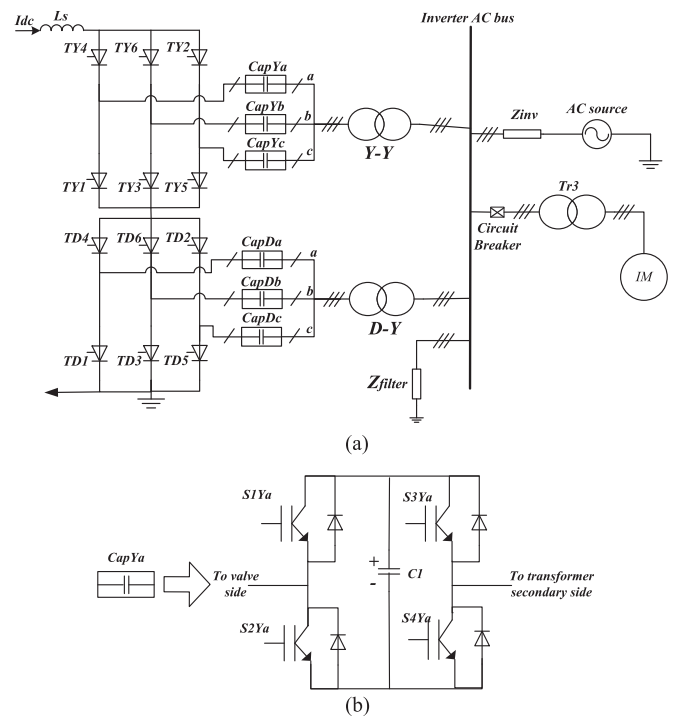 Inverter AC bus
Idc
Ls
TY4
TY6
TY2
CapYa
a
CapYb
b
CapYc
c
Y-Y
TY1
TY3
TY5
Zinv
AC source
Tr3
Circuit
Breaker
IM
TD4
TD6
TD2
CapDa
a
CapDb
b
CapDc
c
D-Y
TD1
TD3
TD5
Zfilter
(a)
S1Ya
S3Ya
CapYa
To valve
side
+
-
C1
To transformer
secondary side
S2Ya
S4Ya
(b)